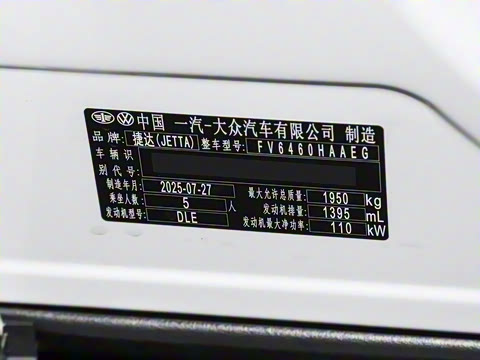 中国 一汽-大众汽车有限公司 制造
品牌: 捷达(JETTA) 整车型号: FV6460HAAEG
车辆识
别代号:
制造年月: 2025-07-27 最大允许总质量: 1950 kg
乘坐人数: 5 人 发动机排量: 1395 mL
发动机型号: DLE 发动机最大净功率: 110 kW